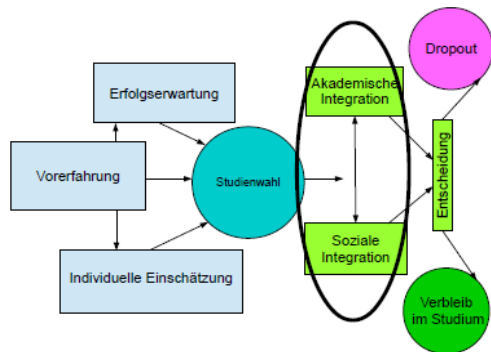 Dropout
Erfolgserwartung
Akademische
Integration
Vorerfahrung
Studienwahl
Entscheidung
Individuelle Einschätzung
Soziale
Integration
Verbleib
im Studium